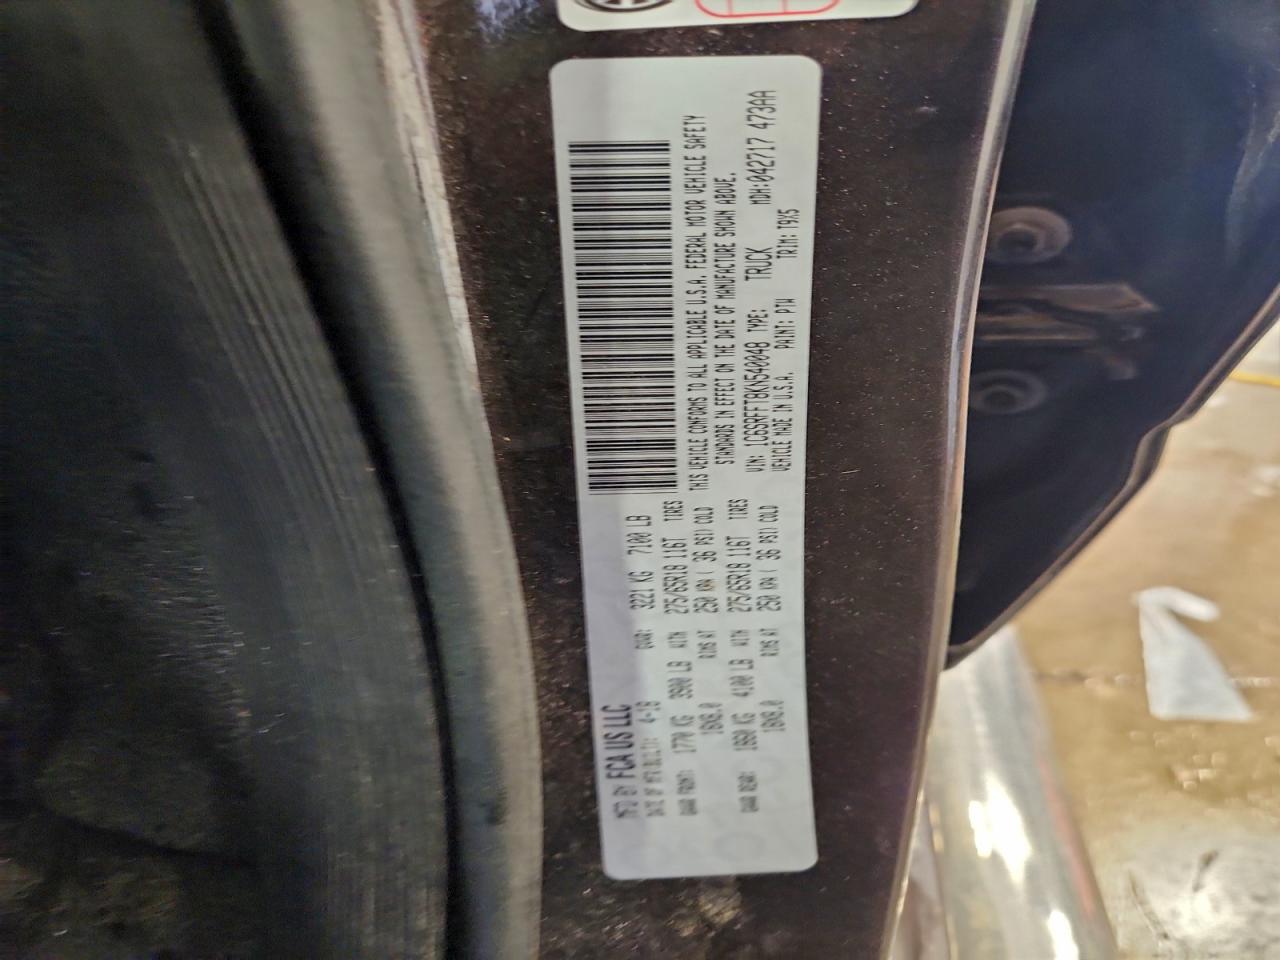 MFD BY FCA US LLC
DATE OF MFR/BUILT: 4-18 GVWR: 3221 KG 7100 LB
GAWR FRONT: 1770 KG 3900 LB WITH 275/65R18 116T TIRES
18X8.0 RIMS AT 250 KPA ( 36 PSI) COLD
GAWR REAR: 1860 KG 4100 LB WITH 275/65R18 116T TIRES
18X8.0 RIMS AT 250 KPA ( 36 PSI) COLD
THIS VEHICLE CONFORMS TO ALL APPLICABLE U.S.A. FEDERAL MOTOR VEHICLE SAFETY
STANDARDS IN EFFECT ON THE DATE OF MANUFACTURE SHOWN ABOVE.
VIN: 1C6SRFFT8KN540048 TYPE: TRUCK MDH:042717 473AA
VEHICLE MADE IN U.S.A. PAINT: PTW TRIM: T9X5